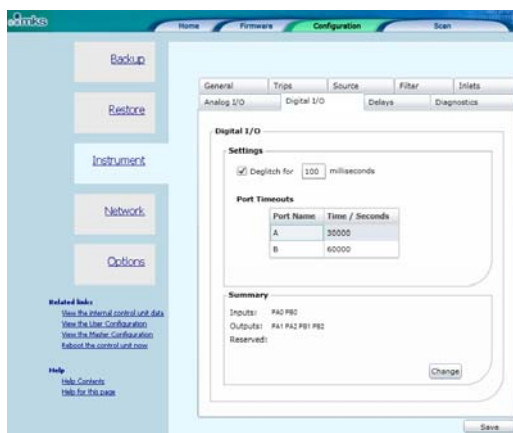 mks
Home Firmware Configuration Scan
Backup
Restore
Instrument
Network
Options
Related links
View the internal control unit data
View the User Configuration
View the Master Configuration
Reboot the control unit now
Help
Help Contents
Help for this page
General Trips Source Filter Inlets
Analog I/O Digital I/O Delays Diagnostics
Digital I/O
Settings
Deglitch for 100 milliseconds
Port Timeouts
Port Name Time / Seconds
A 30000
B 60000
Summary
Inputs: PA0 PB0
Outputs: PA1 PA2 PB1 PB2
Reserved:
Change
Save